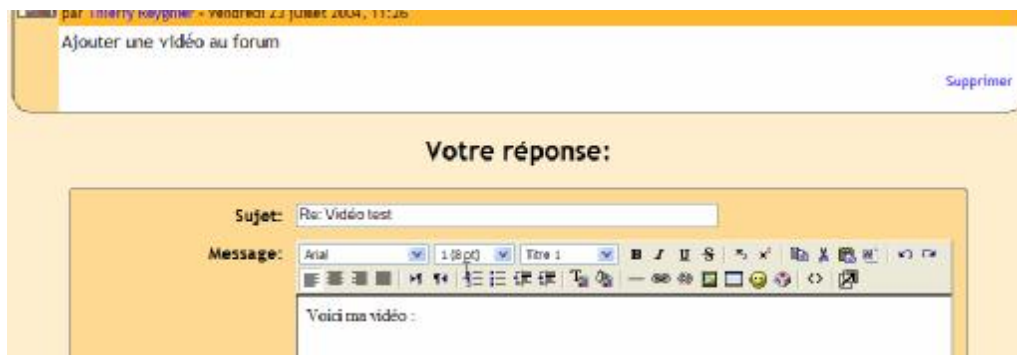 par Thierry Reygnier - vendredi 23 juillet 2004, 11:26
Ajouter une vidéo au forum
Supprimer
Votre réponse:
Sujet: Re: Vidéo test
Message: Arial 1 (8 pt) Titre 1 B I U S
Voici ma vidéo :